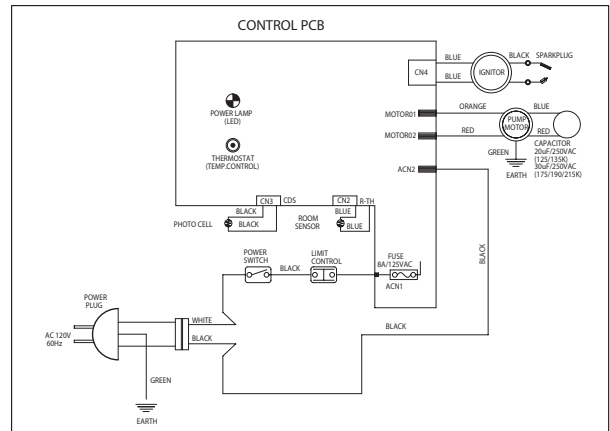 CONTROL PCB
BLUE
BLACK
SPARKPLUG
CN4
IGNITOR
BLUE
POWER LAMP
(LED)
MOTOR01
ORANGE
BLUE
PUMP
MOTOR
MOTOR02
RED
RED
THERMOSTAT
(TEMP.CONTROL)
GREEN
CAPACITOR
20uF/250VAC
(125/135K)
30uF/250VAC
(175/190/215K)
ACN2
EARTH
CN3
CDS
CN2
R-TH
BLACK
BLUE
PHOTO CELL
BLACK
ROOM
SENSOR
BLUE
BLACK
POWER
SWITCH
BLACK
LIMIT
CONTROL
FUSE
8A/125VAC
ACN1
POWER
PLUG
WHITE
AC 120V
60Hz
BLACK
BLACK
GREEN
EARTH